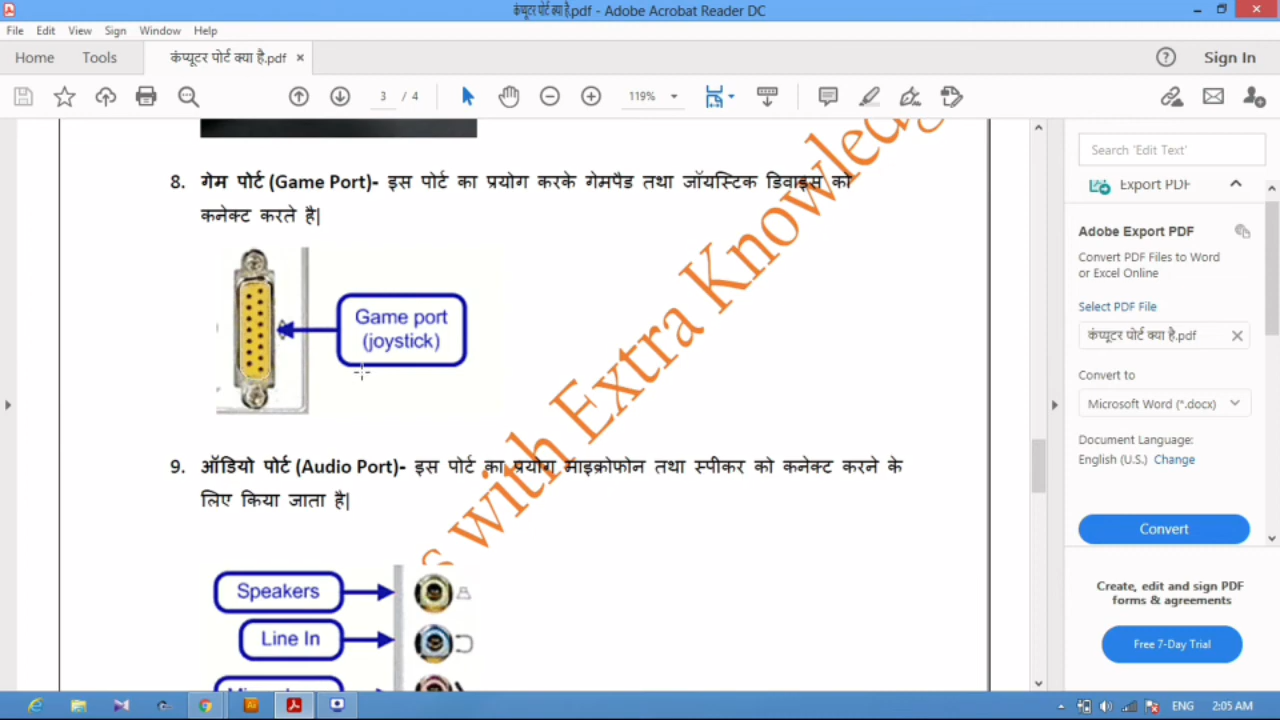 कंप्यूटर पोर्ट क्या है.pdf - Adobe Acrobat Reader DC
File Edit View Sign Window Help
Home Tools कंप्यूटर पोर्ट क्या है.pdf × Sign In
3 / 4 119%
Search 'Edit Text'
Export PDF
8. गेम पोर्ट (Game Port)- इस पोर्ट का प्रयोग करके गेमपैड तथा जॉयस्टिक डिवाइस को
कनेक्ट करते है|
Game port
(joystick)
9. ऑडियो पोर्ट (Audio Port)- इस पोर्ट का प्रयोग माइक्रोफोन तथा स्पीकर को कनेक्ट करने के
लिए किया जाता है|
Speakers
Line In
with Extra Knowledg
Adobe Export PDF
Convert PDF Files to Word
or Excel Online
Select PDF File
कंप्यूटर पोर्ट क्या है.pdf
Convert to
Microsoft Word (*.docx)
Document Language:
English (U.S.) Change
Convert
Create, edit and sign PDF
forms & agreements
Free 7-Day Trial
ENG 2:05 AM